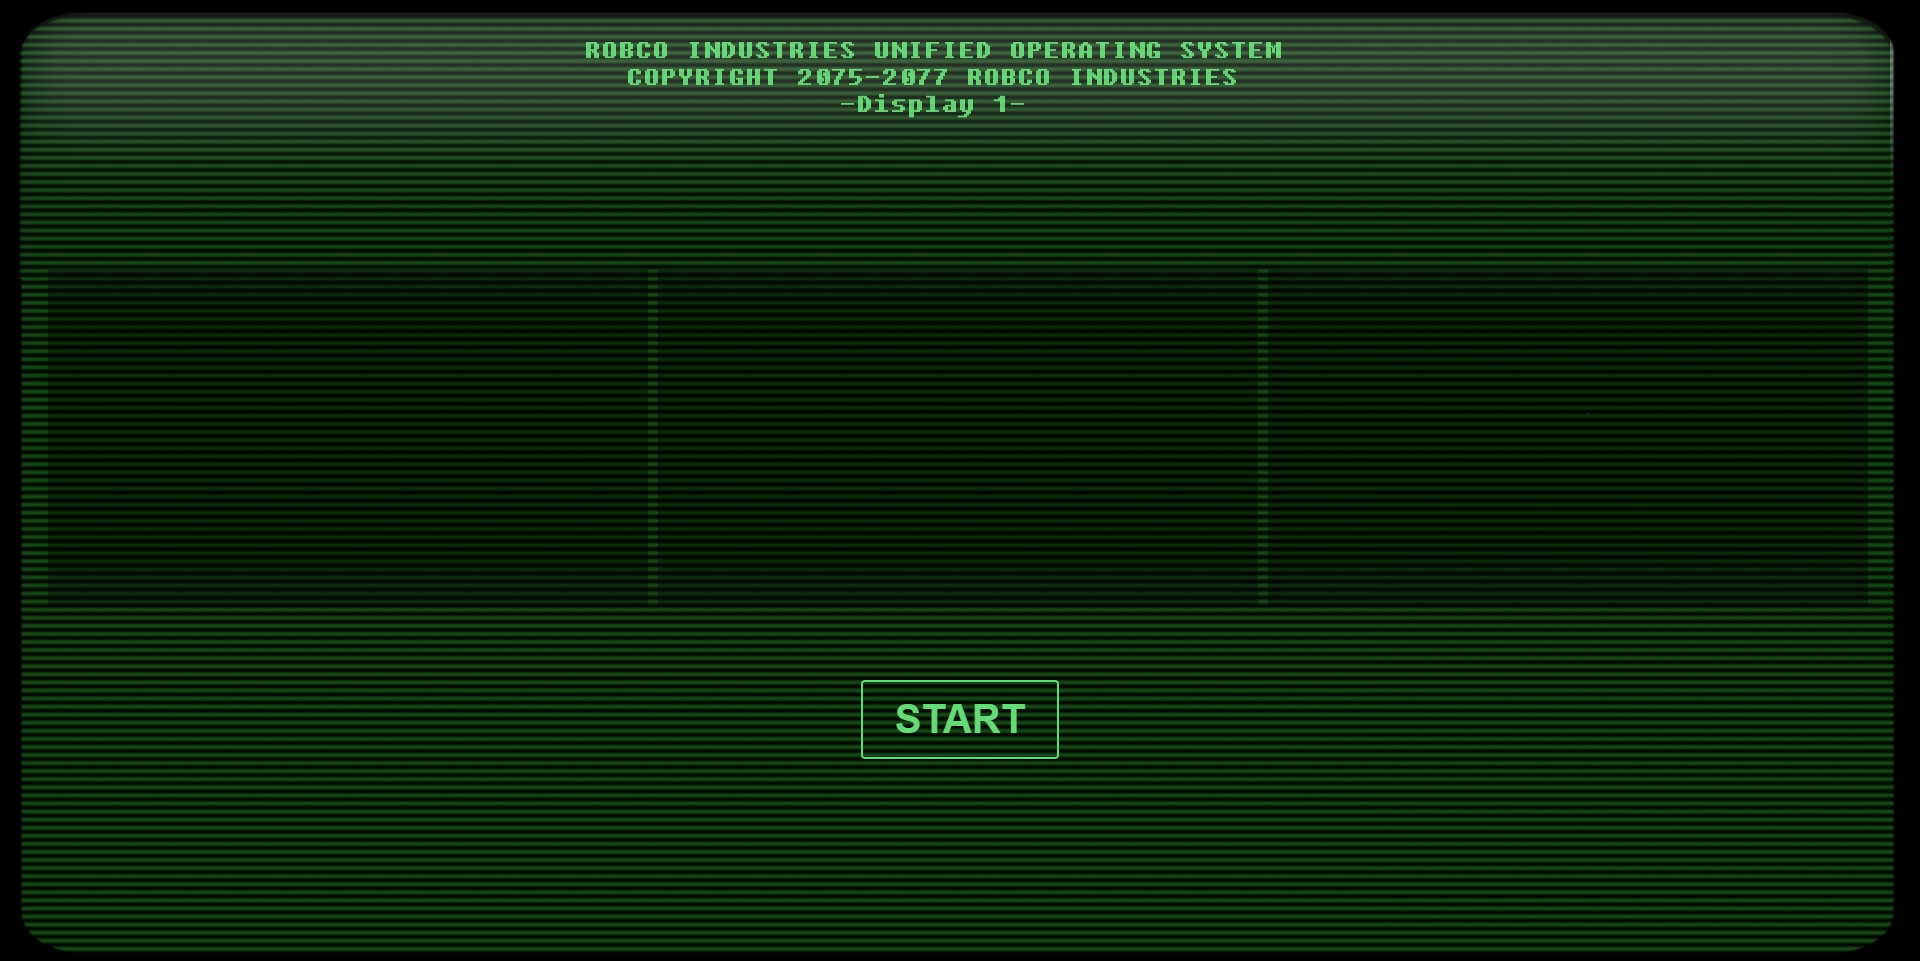 ROBCO INDUSTRIES UNIFIED OPERATING SYSTEM
COPYRIGHT 2075-2077 ROBCO INDUSTRIES
-Display 1-
START